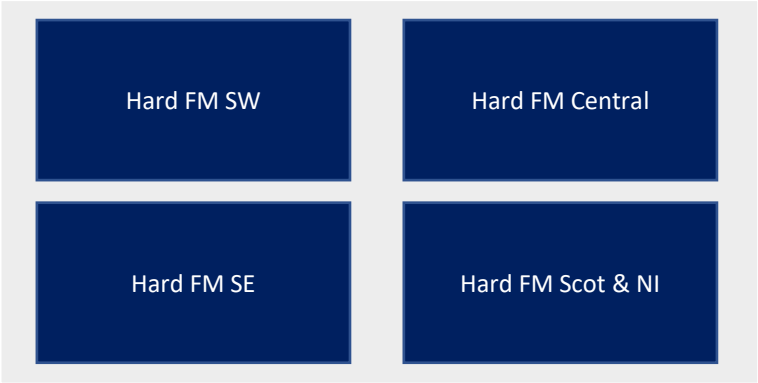 Hard FM SW
Hard FM Central
Hard FM SE
Hard FM Scot & NI